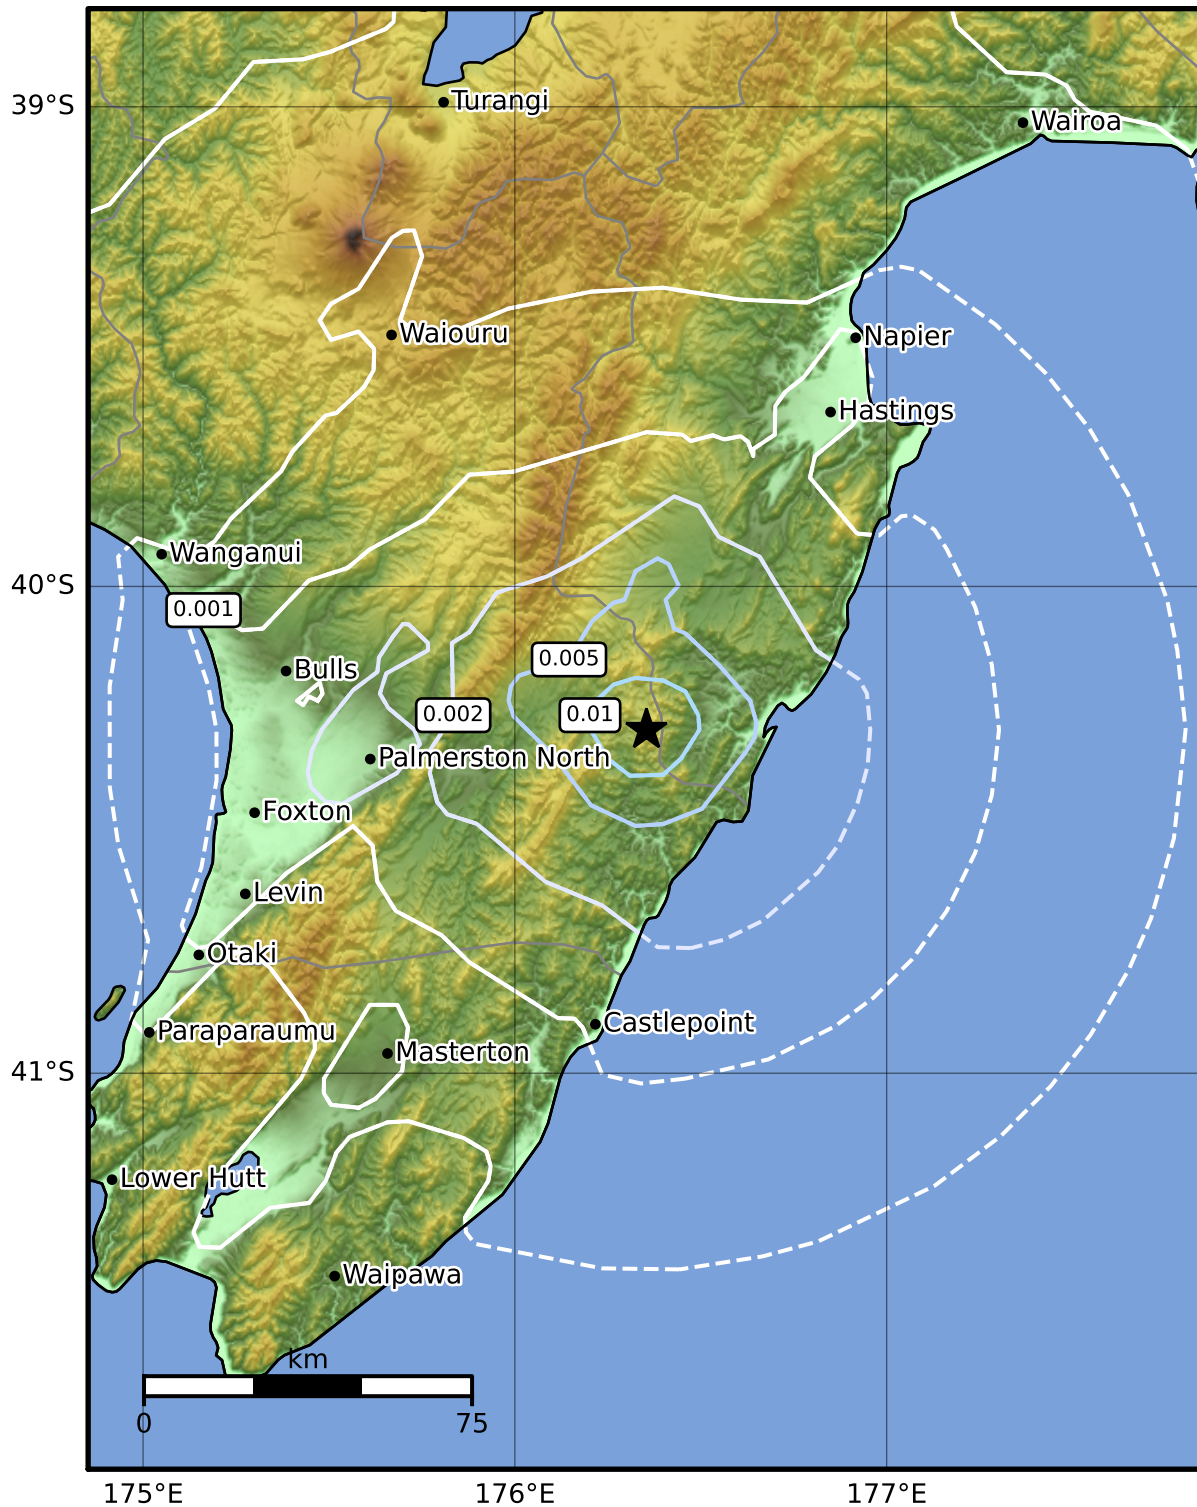 39°S
Turangi
Wairoa
Waiouru
Napier
Hastings
Wanganui
40°S
0.001
Bulls
0.005
0.002
0.01
Palmerston North
Foxton
Levin
Otaki
Castlepoint
Paraparaumu
Masterton
41°S
Lower Hutt
Waipawa
km
0
75
175°E
176°E
177°E